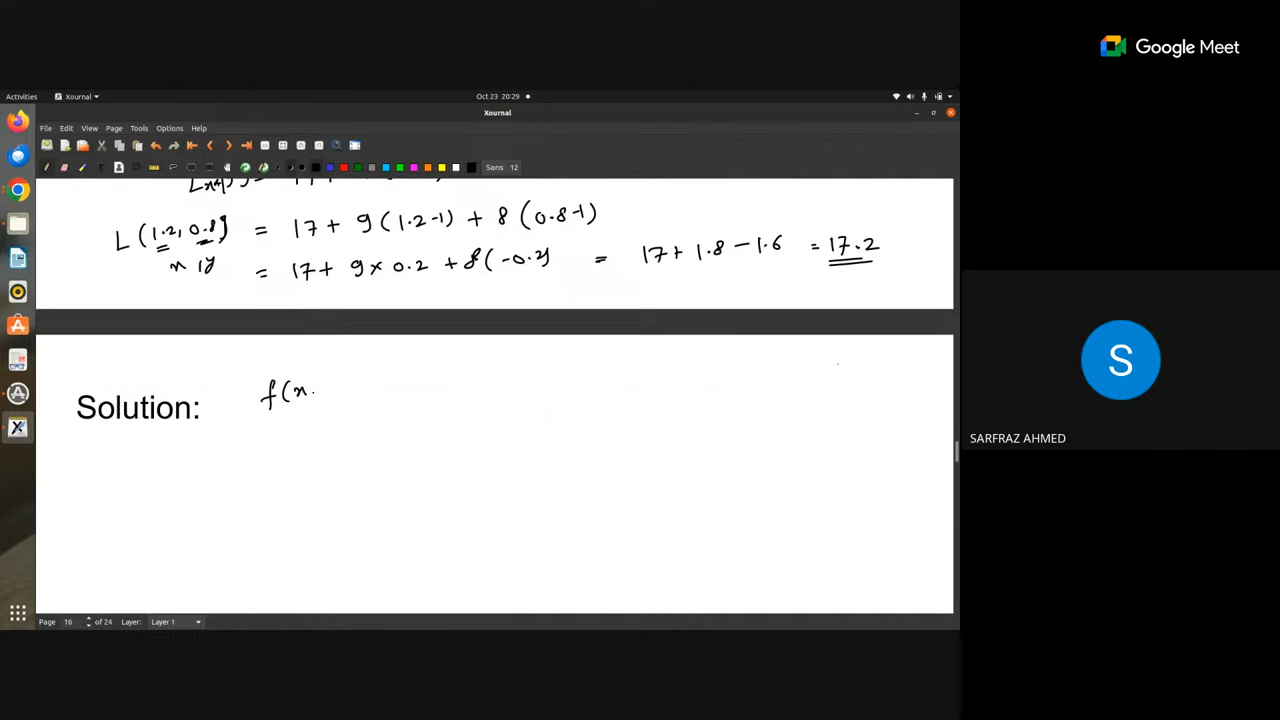 Google Meet
Activities Xournal Oct 23 20:29
Xournal
File Edit View Page Tools Options Help
Sans 12
L(1.2, 0.8) = 17 + 9(1.2-1) + 8(0.8-1)
x y = 17 + 9 × 0.2 + 8(-0.2) = 17 + 1.8 - 1.6 = 17.2
Solution: f(x.
S
SARFRAZ AHMED
Page 16 of 24 Layer: Layer 1